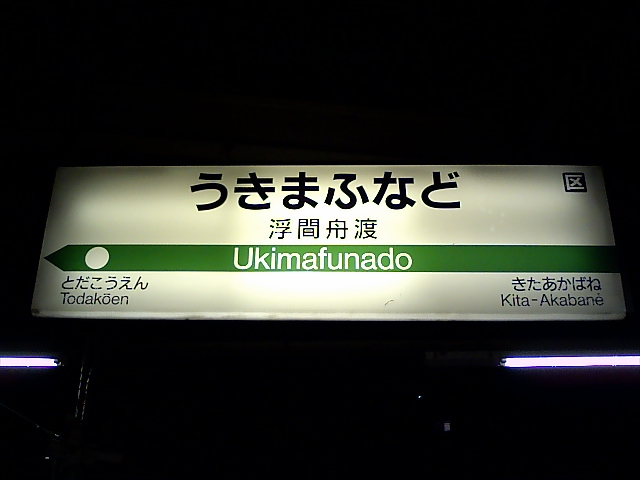 うきまふなど
区
浮間舟渡
Ukimafunado
とだこうえん
きたあかばね
Todakōen
Kita-Akabane